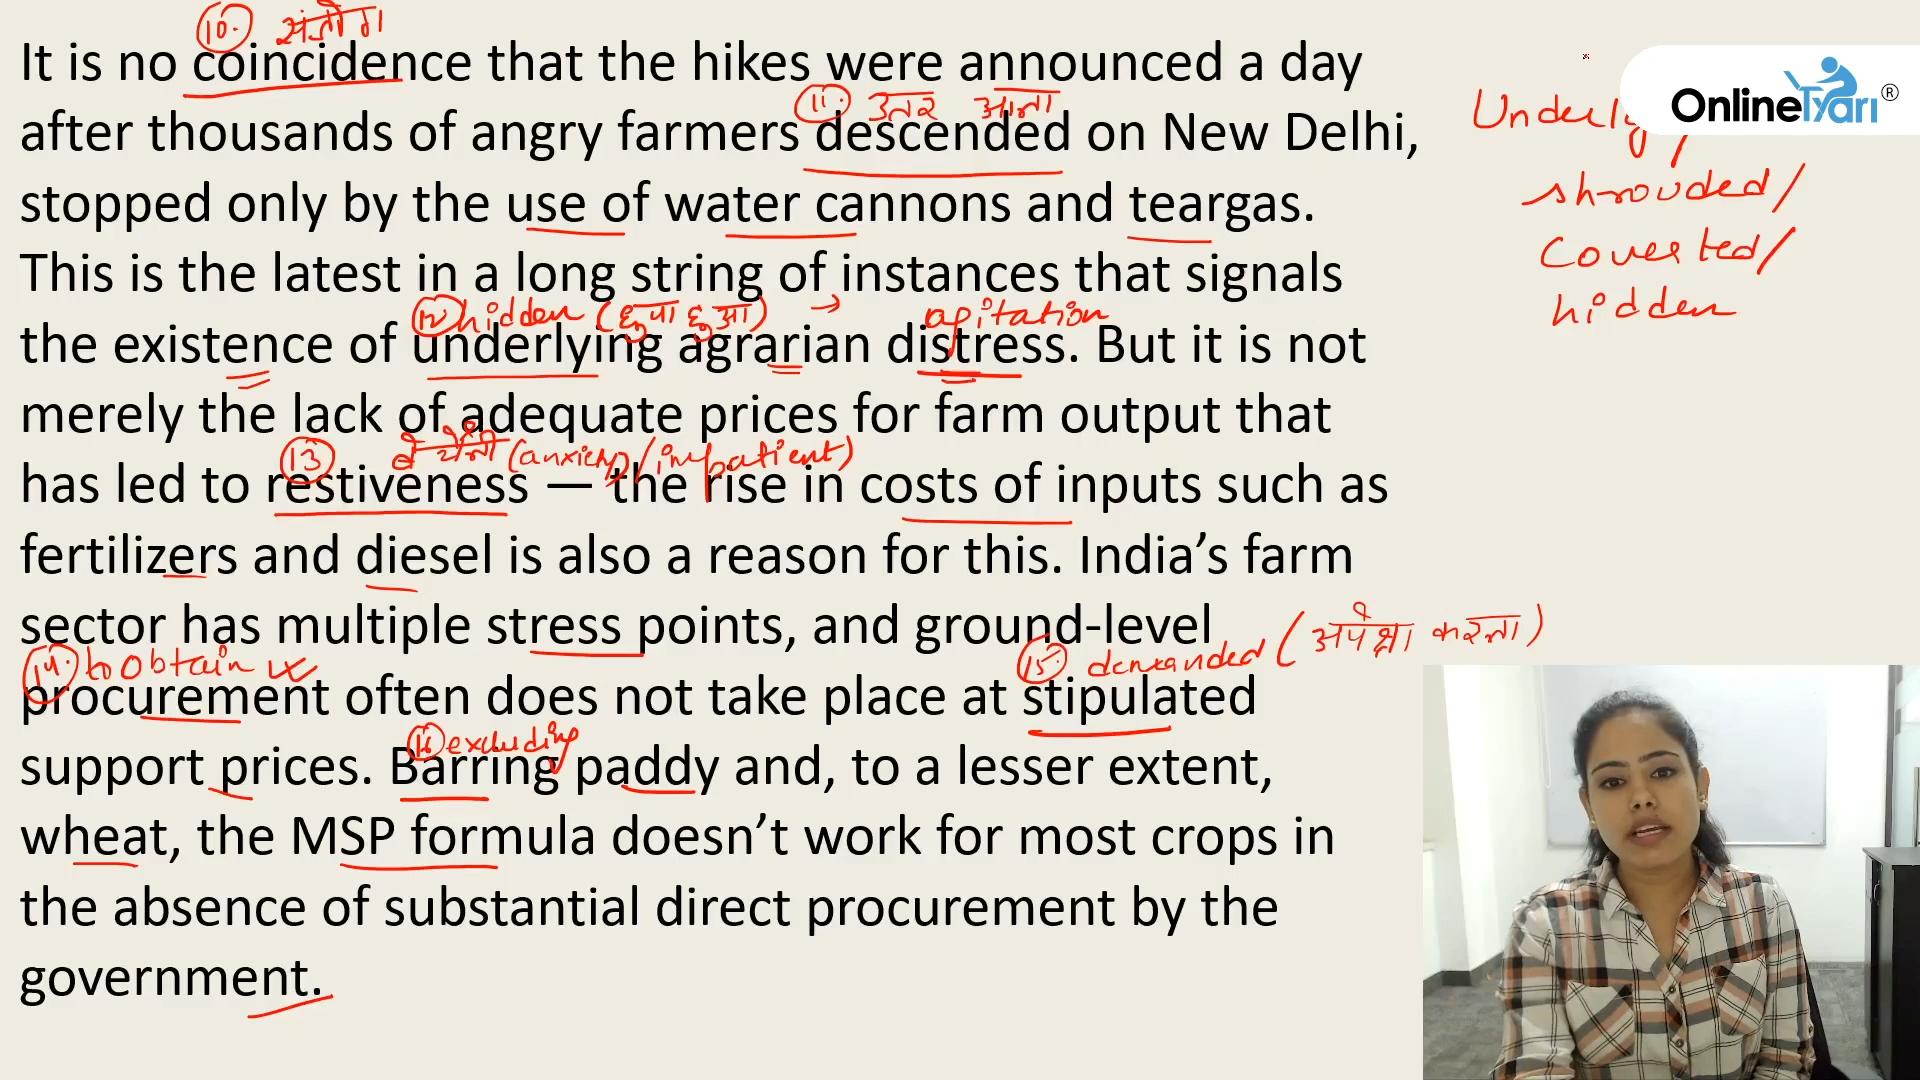 10. संजोग
It is no coincidence that the hikes were announced a day
11. उतर आना
after thousands of angry farmers descended on New Delhi,
stopped only by the use of water cannons and teargas.
This is the latest in a long string of instances that signals
12 hidden (छुपा हुआ) → agitation
the existence of underlying agrarian distress. But it is not
merely the lack of adequate prices for farm output that
13 (anxiety / impatient)
has led to restiveness — the rise in costs of inputs such as
fertilizers and diesel is also a reason for this. India’s farm
sector has multiple stress points, and ground-level
14. to obtain
15. demanded (अपेक्षा करना)
procurement often does not take place at stipulated
16 excluding
support prices. Barring paddy and, to a lesser extent,
wheat, the MSP formula doesn’t work for most crops in
the absence of substantial direct procurement by the
government.
OnlineTyari ®
shrouded /
Coverted /
hidden